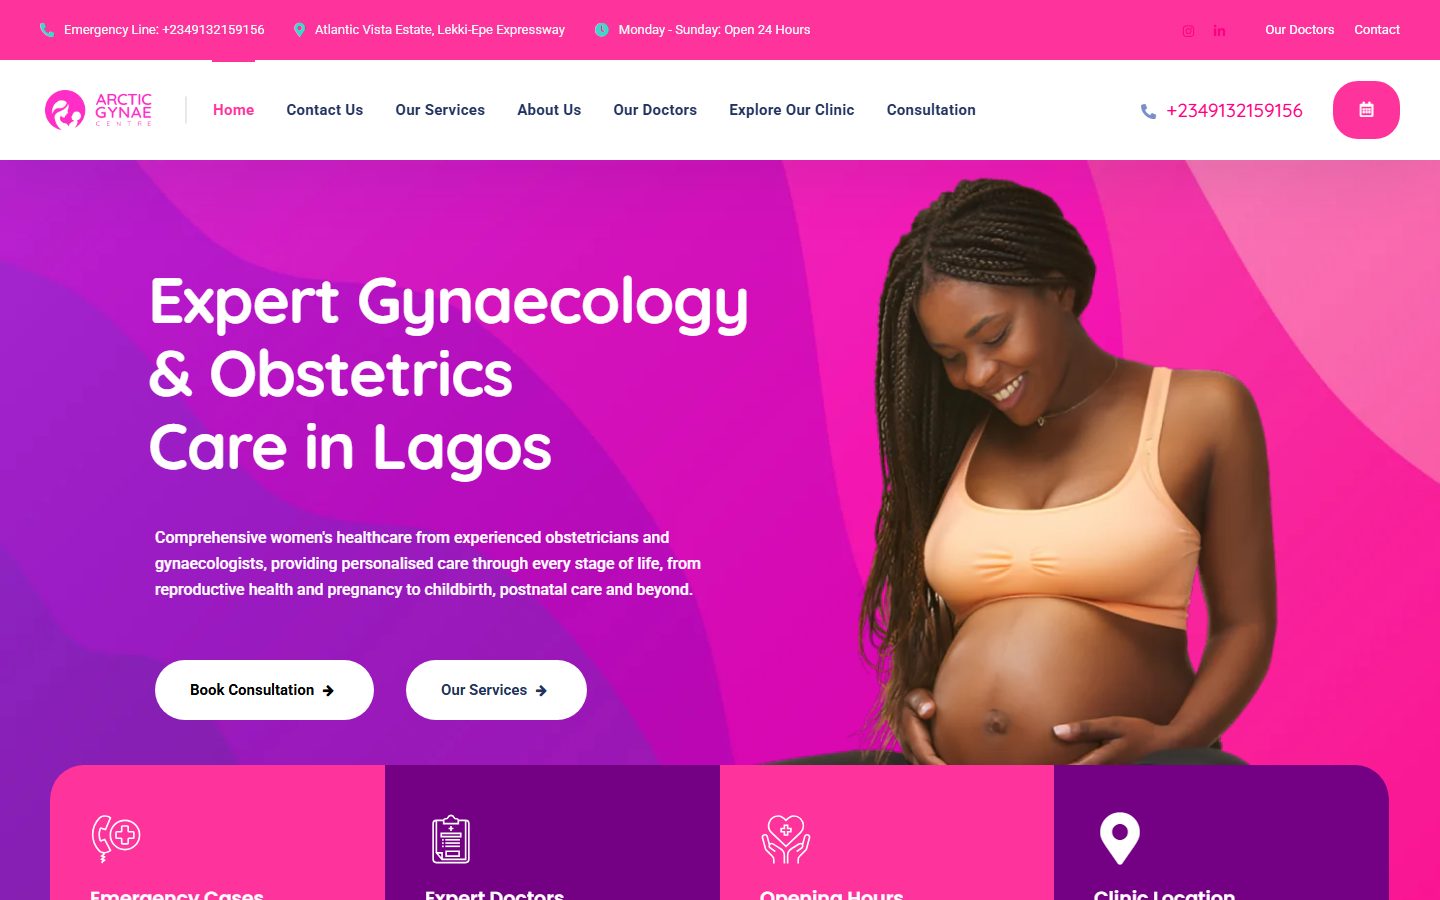 Emergency Line: +2349132159156
Atlantic Vista Estate, Lekki-Epe Expressway
Monday - Sunday: Open 24 Hours
Our Doctors
Contact
ARCTIC
GYNAE
CENTRE
Home
Contact Us
Our Services
About Us
Our Doctors
Explore Our Clinic
Consultation
+2349132159156
Expert Gynaecology
& Obstetrics
Care in Lagos
Comprehensive women's healthcare from experienced obstetricians and
gynaecologists, providing personalised care through every stage of life, from
reproductive health and pregnancy to childbirth, postnatal care and beyond.
Book Consultation
Our Services
Emergency Cases
Expert Doctors
Opening Hours
Clinic Location